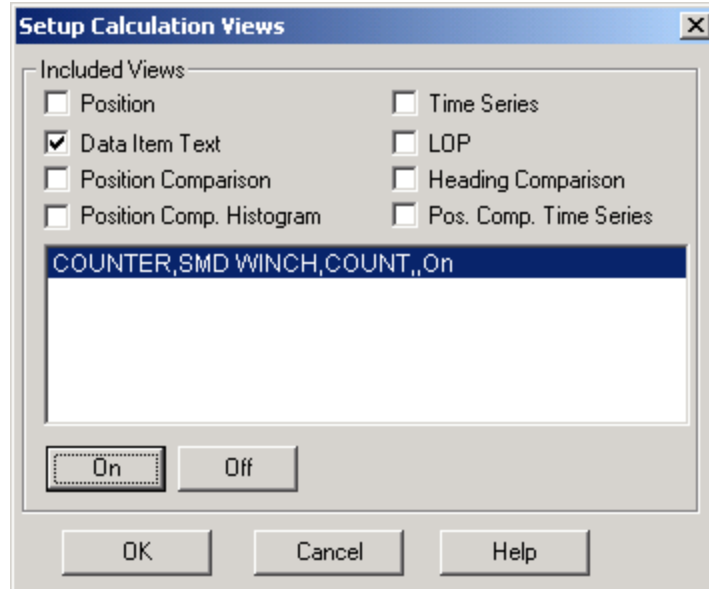 Setup Calculation Views
Included Views
Position
Time Series
Data Item Text
LOP
Position Comparison
Heading Comparison
Position Comp. Histogram
Pos. Comp. Time Series
COUNTER,SMD WINCH,COUNT,,On
On
Off
OK
Cancel
Help